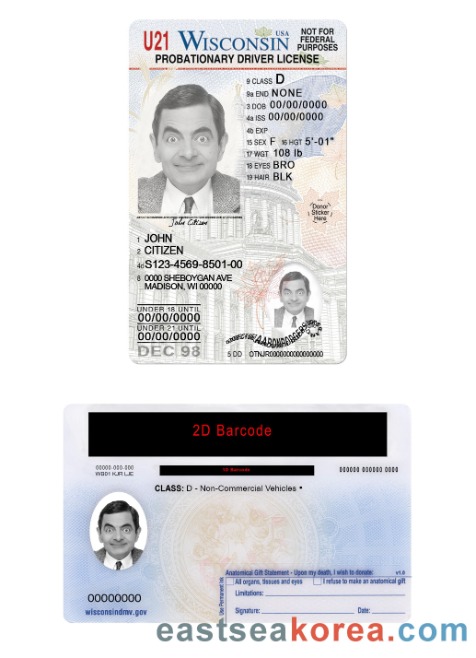 U21 WISCONSIN USA NOT FOR FEDERAL PURPOSES
PROBATIONARY DRIVER LICENSE
9 CLASS D
9a END NONE
3 DOB 00/00/0000
4a ISS 00/00/0000
4b EXP
15 SEX F 16 HGT 5'-01"
17 WGT 108 lb
18 EYES BRO
19 HAIR BLK
Donor Sticker Here
John Citizen
1 JOHN
2 CITIZEN
4d S123-4569-8501-00
8 0000 SHEBOYGAN AVE
MADISON, WI 00000
UNDER 18 UNTIL
00/00/0000
UNDER 21 UNTIL
00/00/0000
DEC 98
5 DD OTNJR0000000000000000
2D Barcode
1D Barcode
00000-000-000
000000 000000 0000
CLASS: D - Non-Commercial Vehicles •
Anatomical Gift Statement - Upon my death, I wish to donate: v1.0
All organs, tissues and eyes I refuse to make an anatomical gift
Limitations:
Signature: Date:
Use Permanent Ink
00000000
wisconsindmv.gov
eastseakorea.com